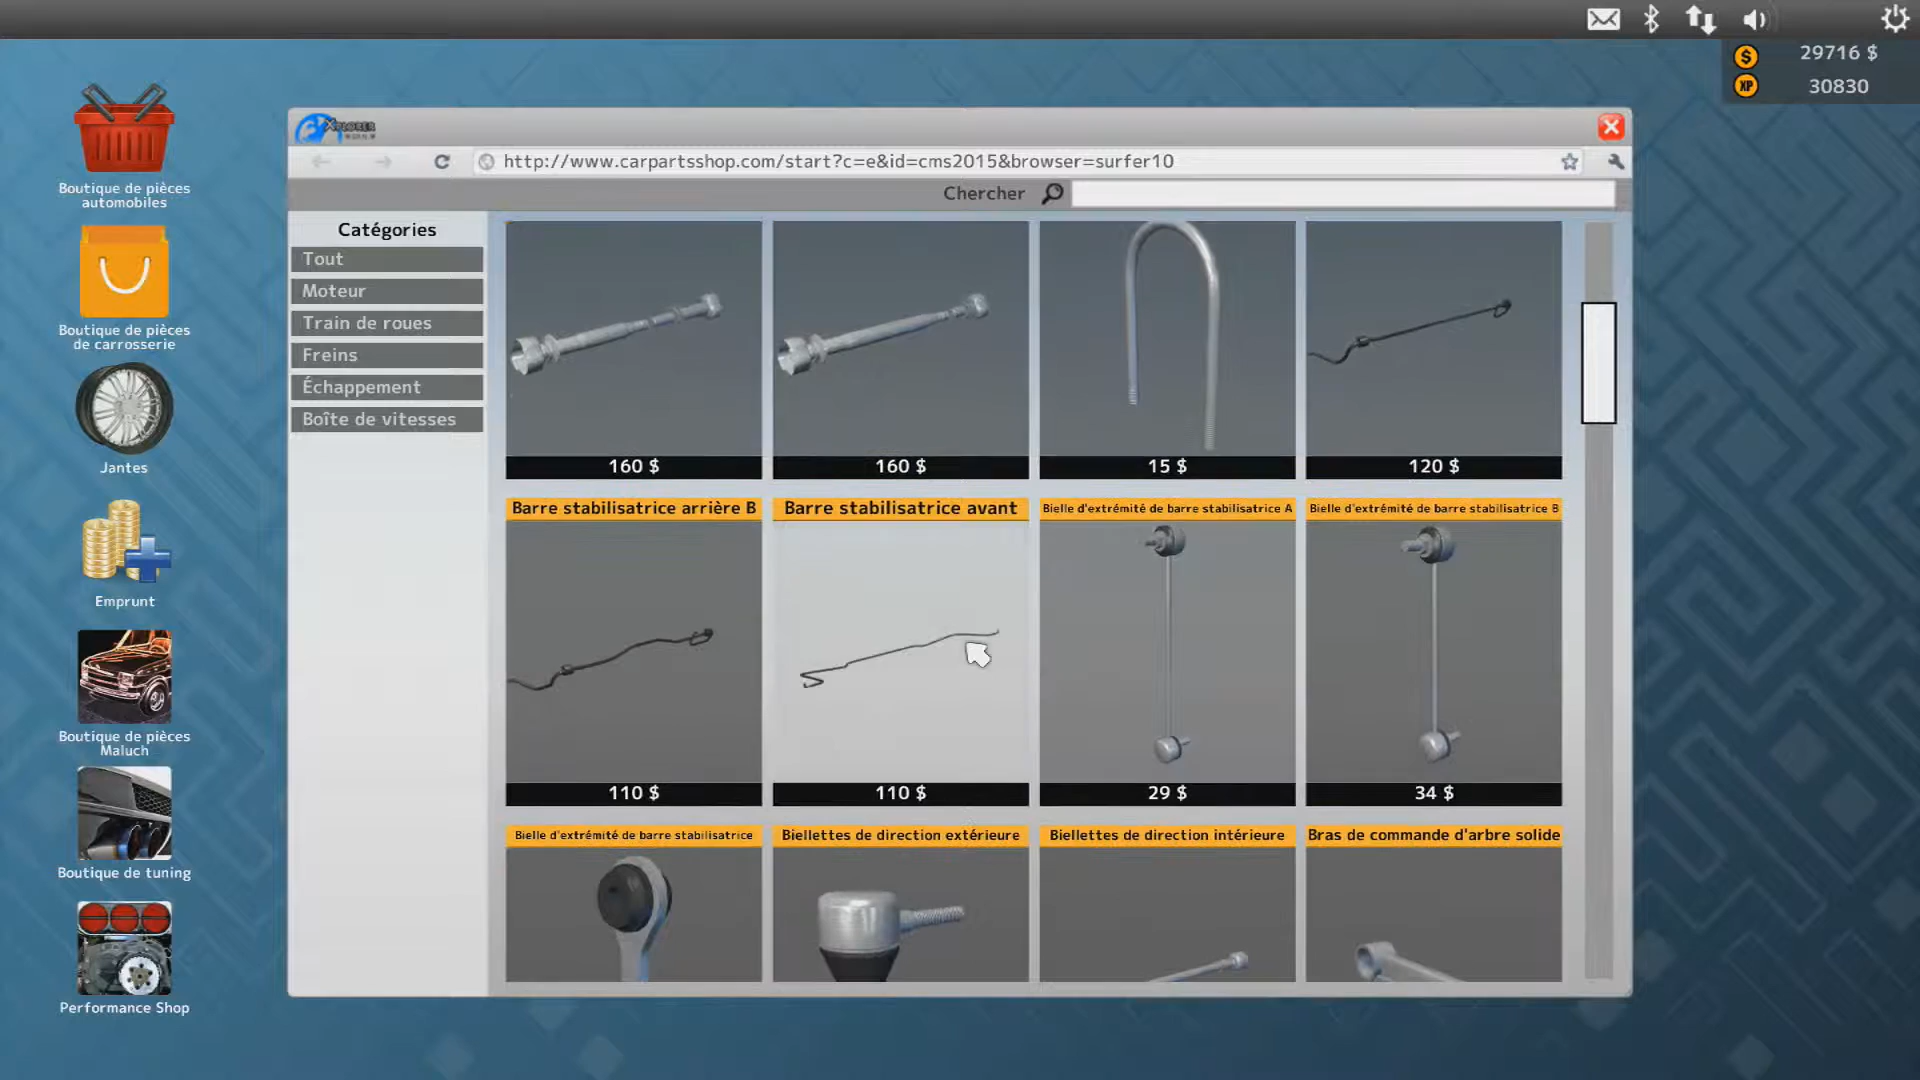 29716 $
XP
30830
XPLORER
http://www.carpartsshop.com/start?c=e&id=cms2015&browser=surfer10
Chercher
Boutique de pièces
automobiles
Boutique de pièces
de carrosserie
Jantes
Emprunt
Boutique de pièces
Maluch
Boutique de tuning
Performance Shop
Catégories
Tout
Moteur
Train de roues
Freins
Échappement
Boîte de vitesses
160 $
160 $
15 $
120 $
Barre stabilisatrice arrière B
Barre stabilisatrice avant
Bielle d'extrémité de barre stabilisatrice A
Bielle d'extrémité de barre stabilisatrice B
110 $
110 $
29 $
34 $
Bielle d'extrémité de barre stabilisatrice
Biellettes de direction extérieure
Biellettes de direction intérieure
Bras de commande d'arbre solide